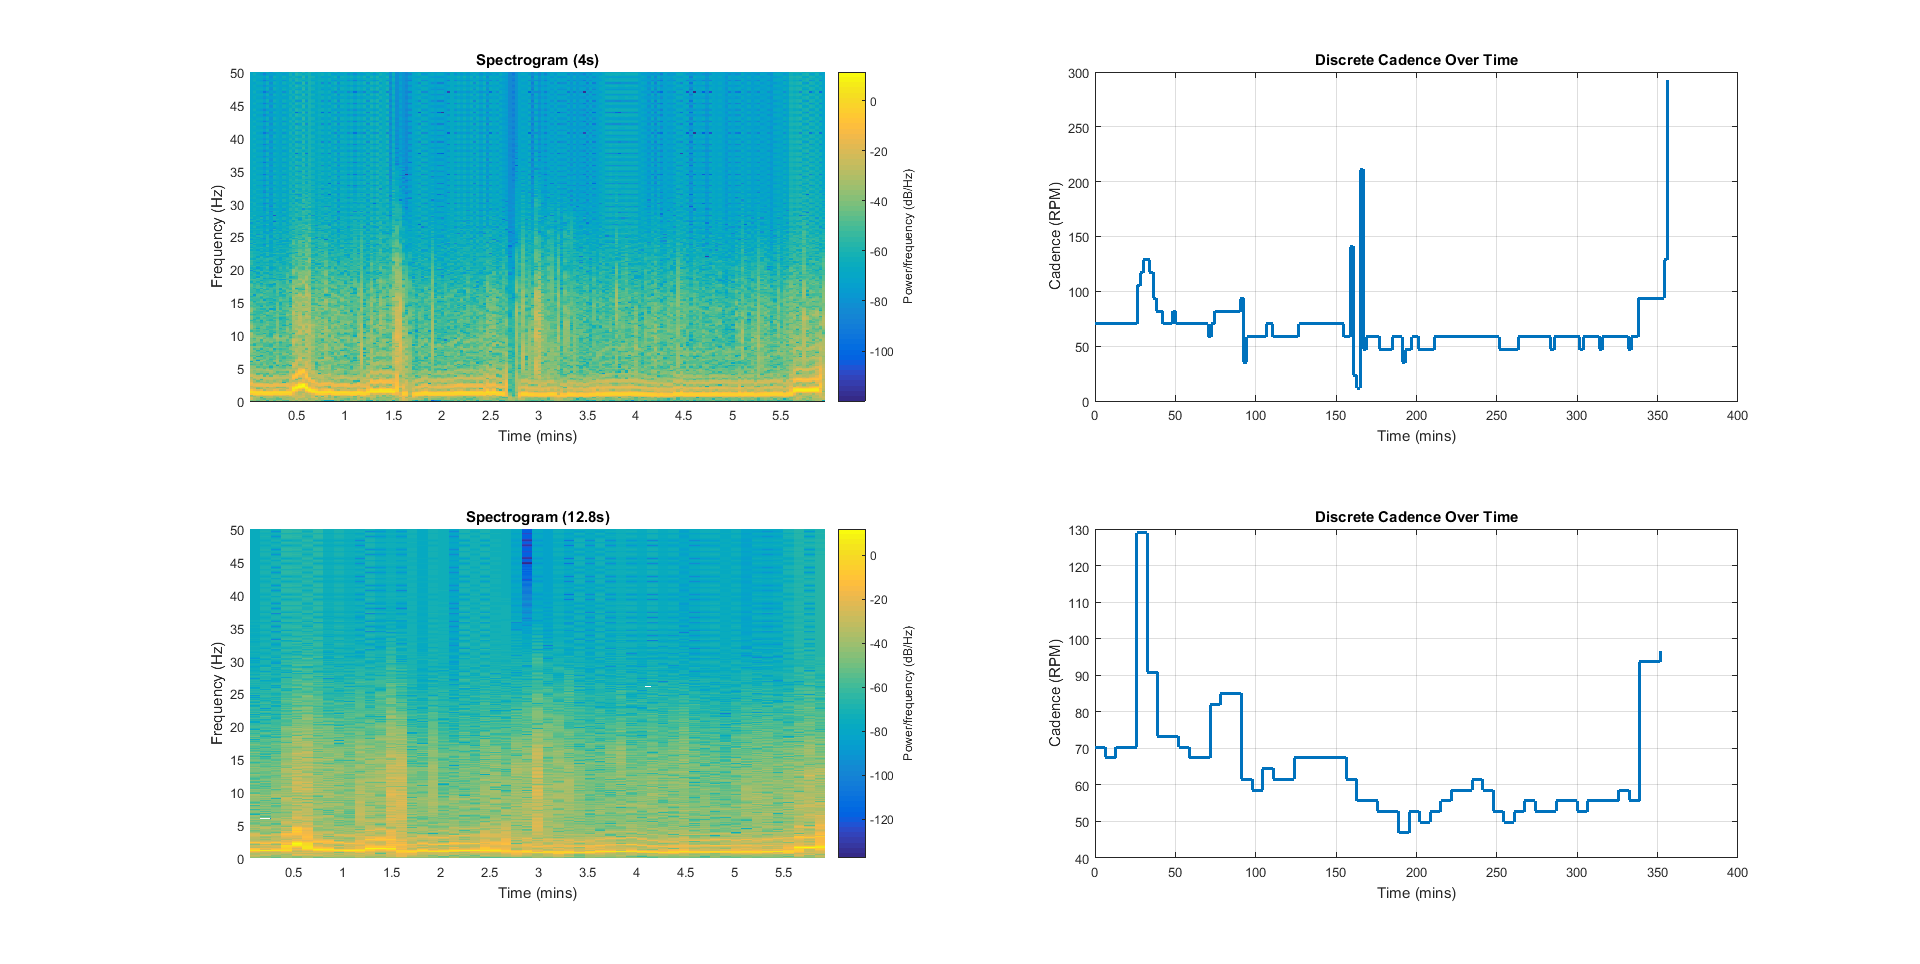 Spectrogram (4s)
50
45
40
35
30
25
20
15
10
5
0
Frequency (Hz)
0.5 1 1.5 2 2.5 3 3.5 4 4.5 5 5.5
Time (mins)
0
-20
-40
-60
-80
-100
Power/frequency (dB/Hz)
Discrete Cadence Over Time
300
250
200
150
100
50
0
Cadence (RPM)
0 50 100 150 200 250 300 350 400
Time (mins)
Spectrogram (12.8s)
50
45
40
35
30
25
20
15
10
5
0
Frequency (Hz)
0.5 1 1.5 2 2.5 3 3.5 4 4.5 5 5.5
Time (mins)
0
-20
-40
-60
-80
-100
-120
Power/frequency (dB/Hz)
Discrete Cadence Over Time
130
120
110
100
90
80
70
60
50
40
Cadence (RPM)
0 50 100 150 200 250 300 350 400
Time (mins)